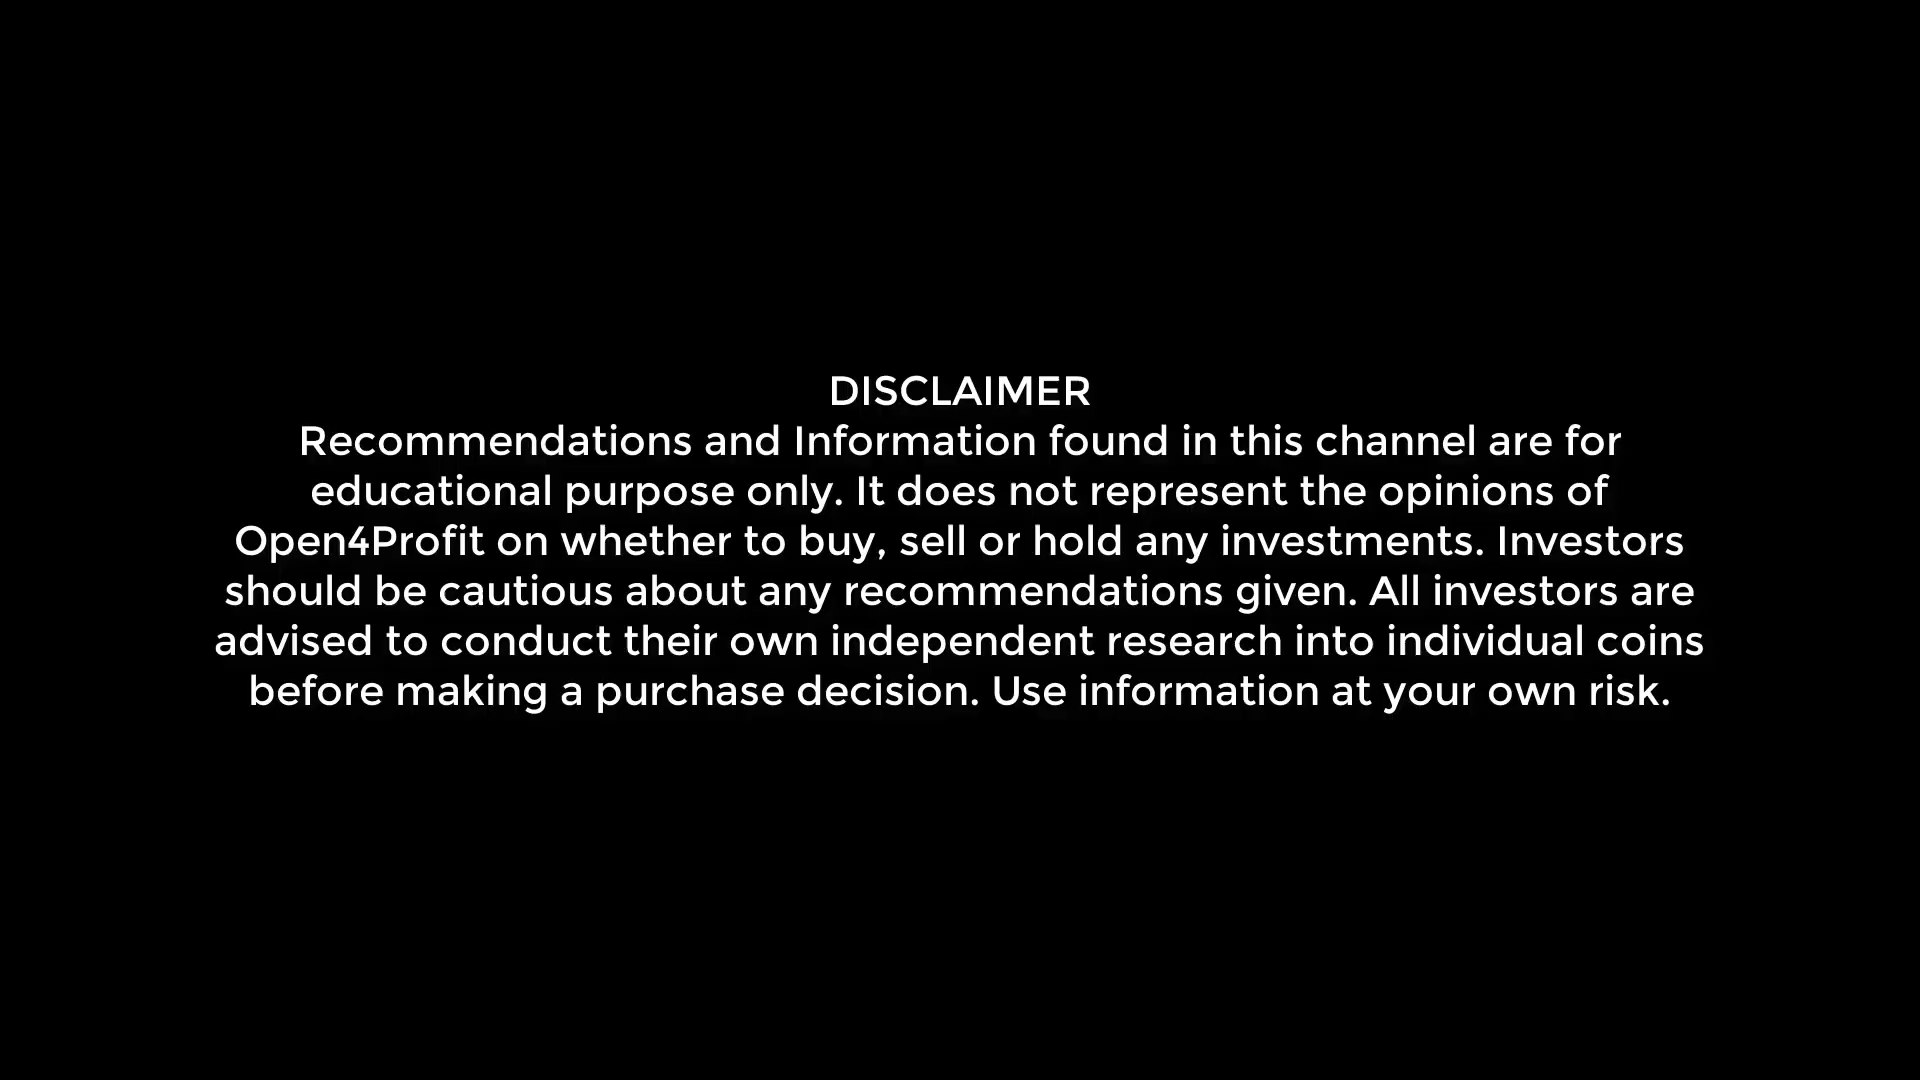 DISCLAIMER
Recommendations and Information found in this channel are for
educational purpose only. It does not represent the opinions of
Open4Profit on whether to buy, sell or hold any investments. Investors
should be cautious about any recommendations given. All investors are
advised to conduct their own independent research into individual coins
before making a purchase decision. Use information at your own risk.